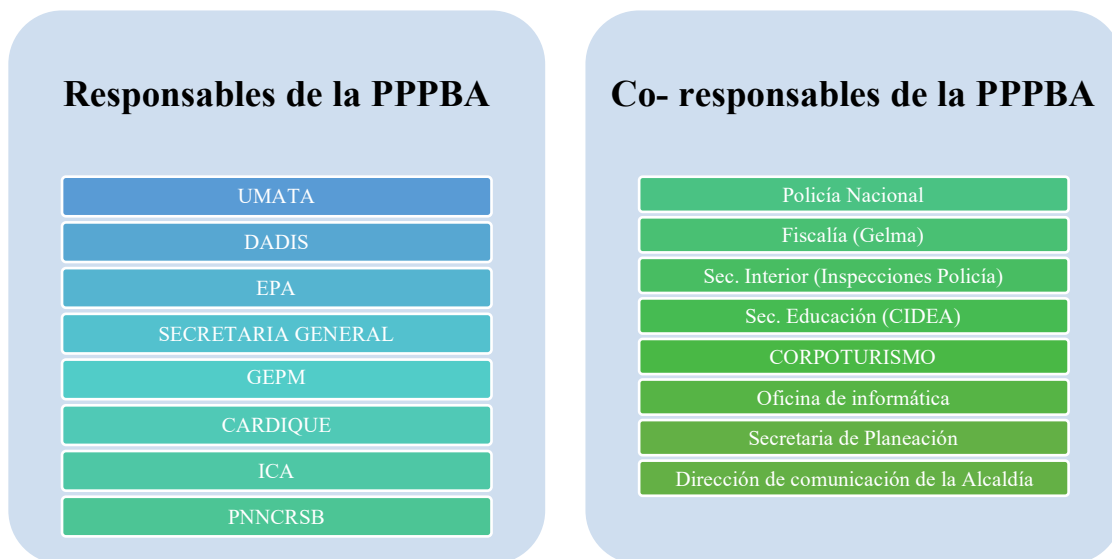 Responsables de la PPPBA
UMATA
DADIS
EPA
SECRETARIA GENERAL
GEPM
CARDIQUE
ICA
PNNCRSB
Co- responsables de la PPPBA
Policía Nacional
Fiscalía (Gelma)
Sec. Interior (Inspecciones Policía)
Sec. Educación (CIDEA)
CORPOTURISMO
Oficina de informática
Secretaria de Planeación
Dirección de comunicación de la Alcaldía